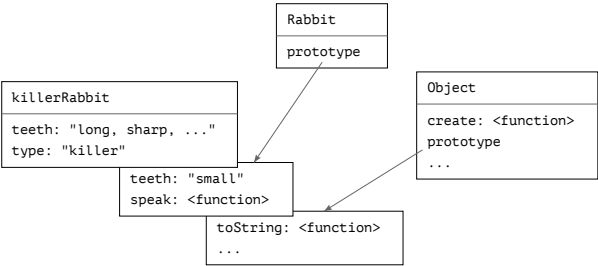 Rabbit
prototype
killerRabbit
teeth: "long, sharp, ..."
type: "killer"
Object
create: <function>
prototype
...
teeth: "small"
speak: <function>
toString: <function>
...